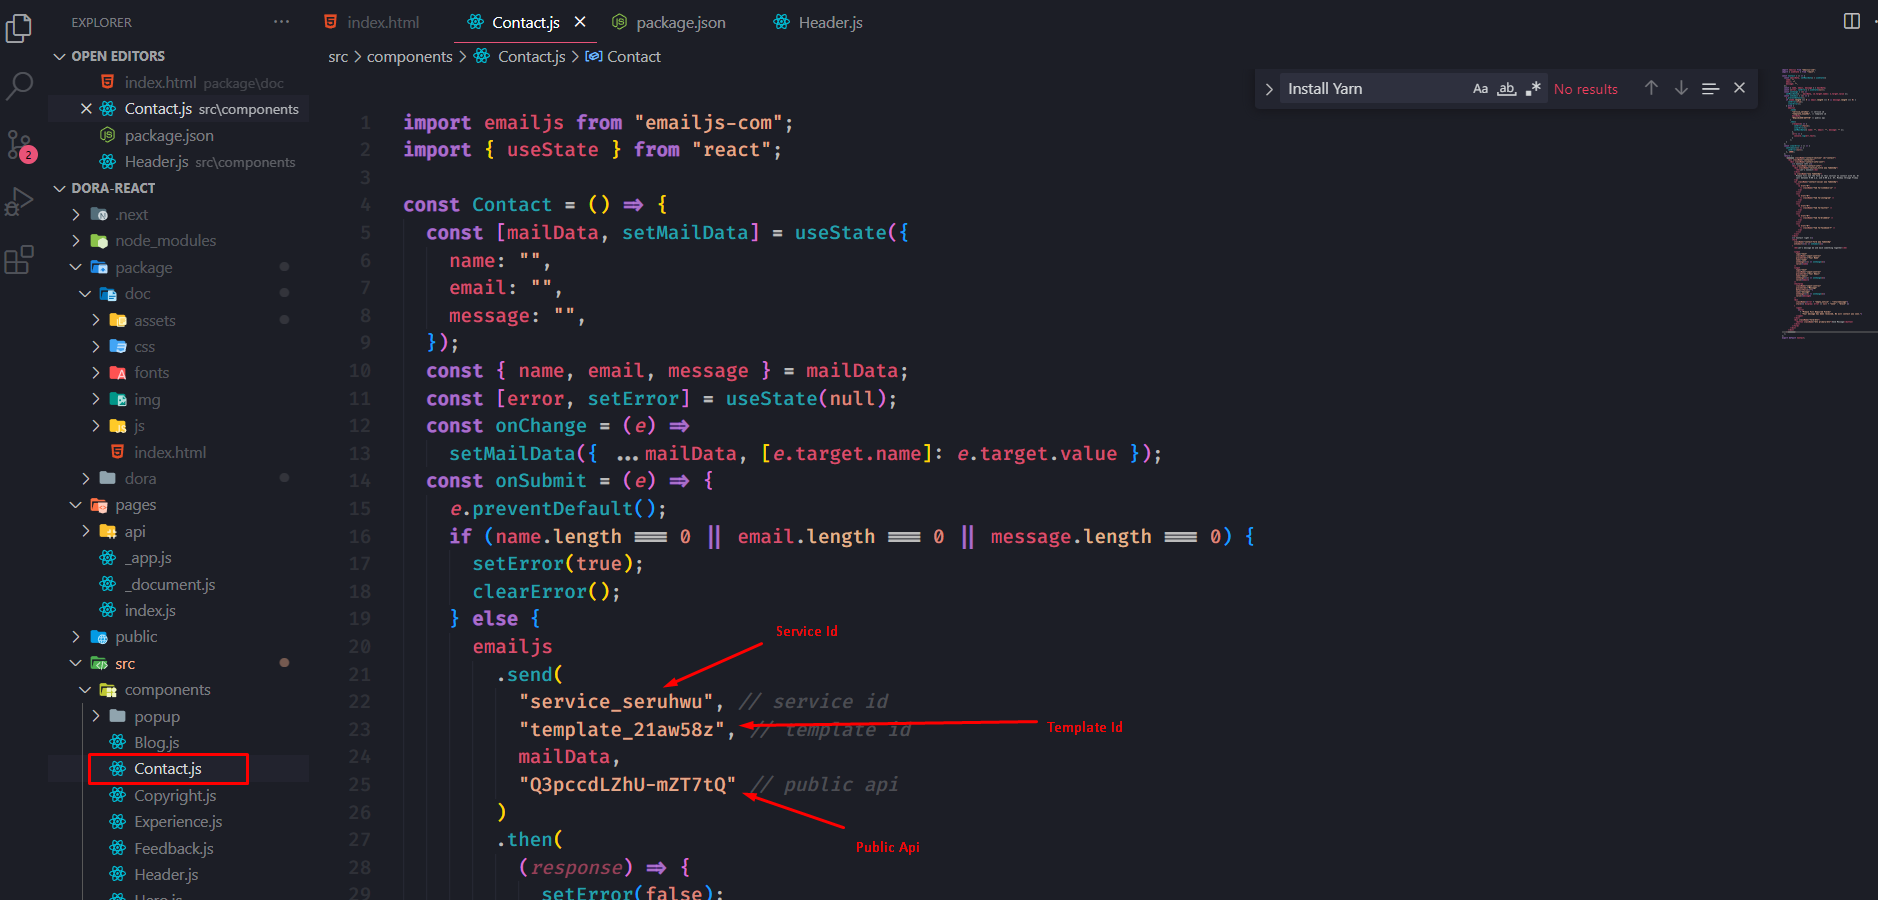 EXPLORER
OPEN EDITORS
index.html package\doc
Contact.js src\components
package.json
Header.js src\components
2
DORA-REACT
.next
node_modules
package
doc
assets
css
fonts
img
js
index.html
dora
pages
api
_app.js
_document.js
index.js
public
src
components
popup
Blog.js
Contact.js
Copyright.js
Experience.js
Feedback.js
Header.js
index.html
Contact.js
package.json
Header.js
src > components > Contact.js > Contact
Install Yarn
Aa ab No results
1 import emailjs from "emailjs-com";
2 import { useState } from "react";
3
4 const Contact = () => {
5 const [mailData, setMailData] = useState({
6 name: "",
7 email: "",
8 message: "",
9 });
10 const { name, email, message } = mailData;
11 const [error, setError] = useState(null);
12 const onChange = (e) =>
13 setMailData({ ...mailData, [e.target.name]: e.target.value });
14 const onSubmit = (e) => {
15 e.preventDefault();
16 if (name.length === 0 || email.length === 0 || message.length === 0) {
17 setError(true);
18 clearError();
19 } else {
20 emailjs
Service Id
21 .send(
22 "service_seruhwu", // service id
23 "template_21aw58z", // template id
Template Id
24 mailData,
25 "Q3pccdLZhU-mZT7tQ" // public api
26 )
27 .then(
Public Api
28 (response) => {
29 setError(false);